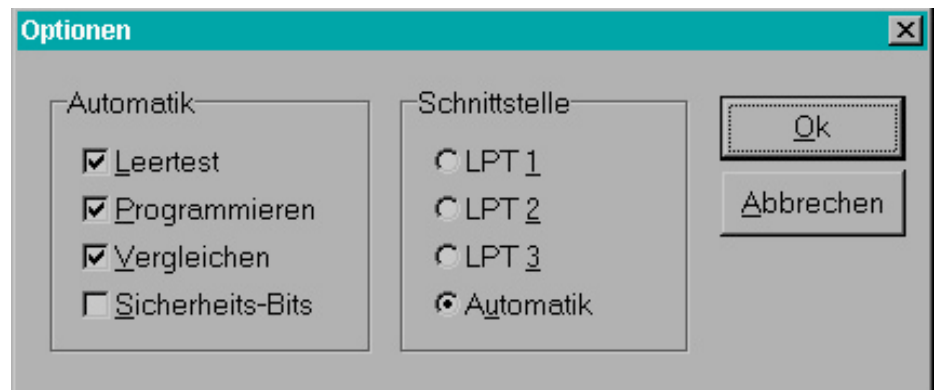 Optionen
Automatik
Leertest
Programmieren
Vergleichen
Sicherheits-Bits
Schnittstelle
LPT 1
LPT 2
LPT 3
Automatik
Ok
Abbrechen